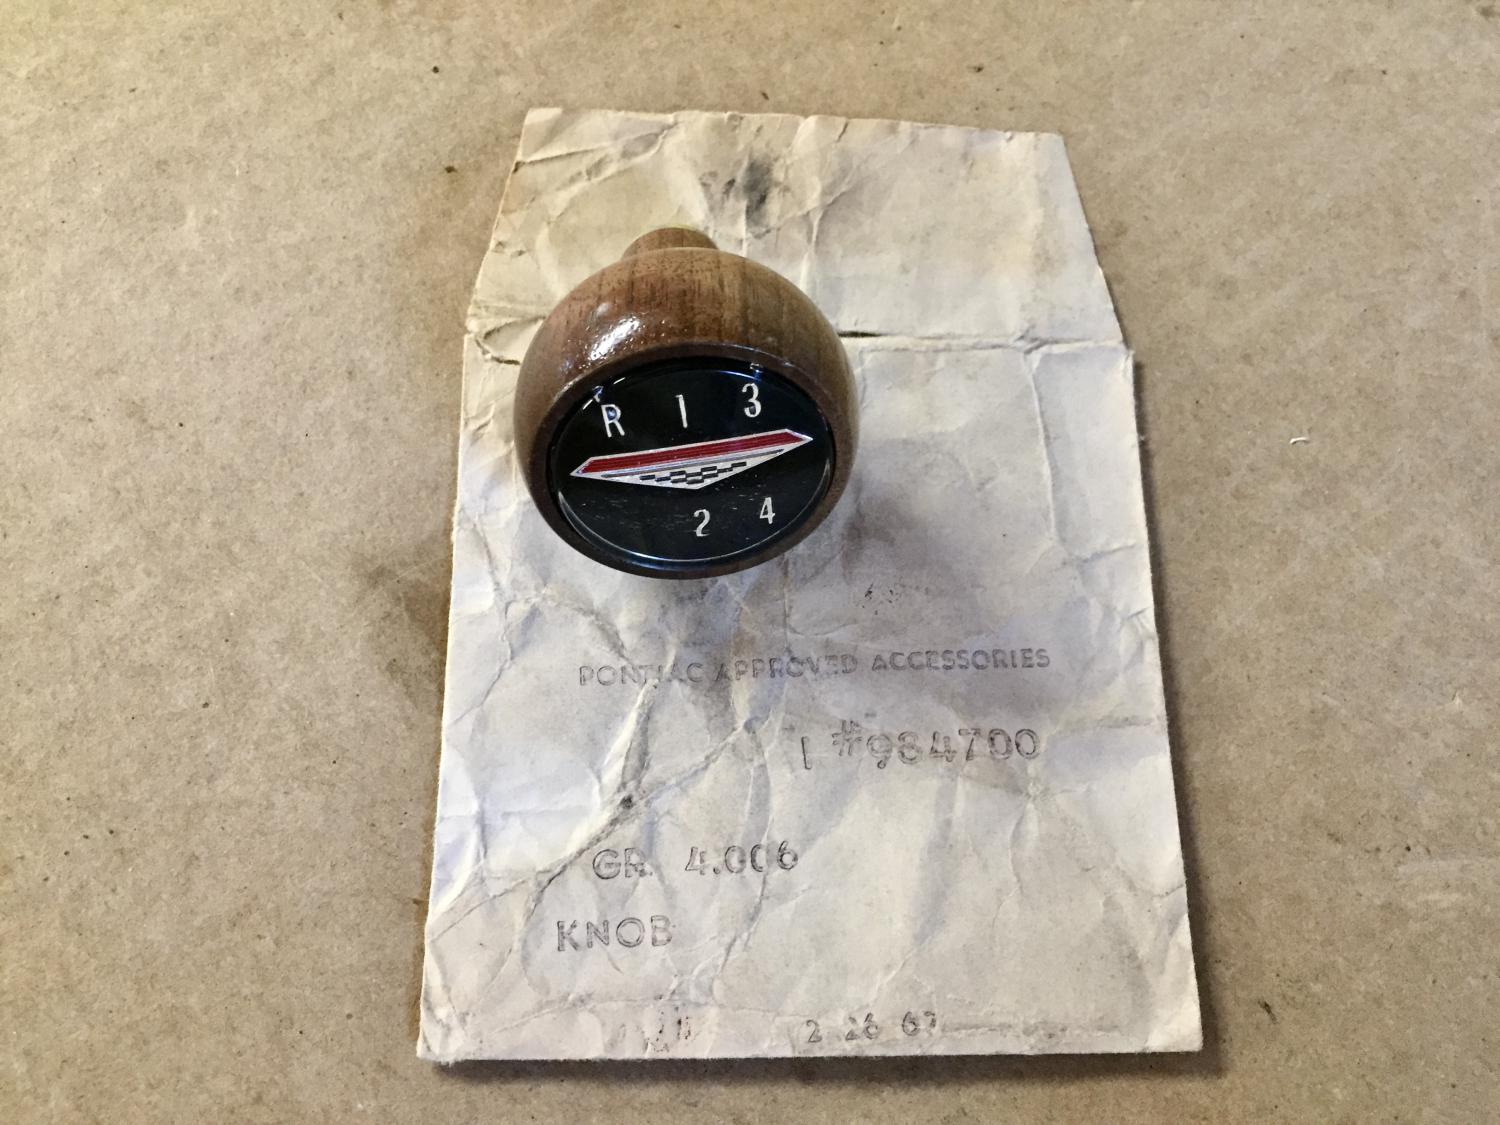 R 1 3
2 4
PONTIAC APPROVED ACCESSORIES
1 #984700
GR. 4.006
KNOB
2 26 67